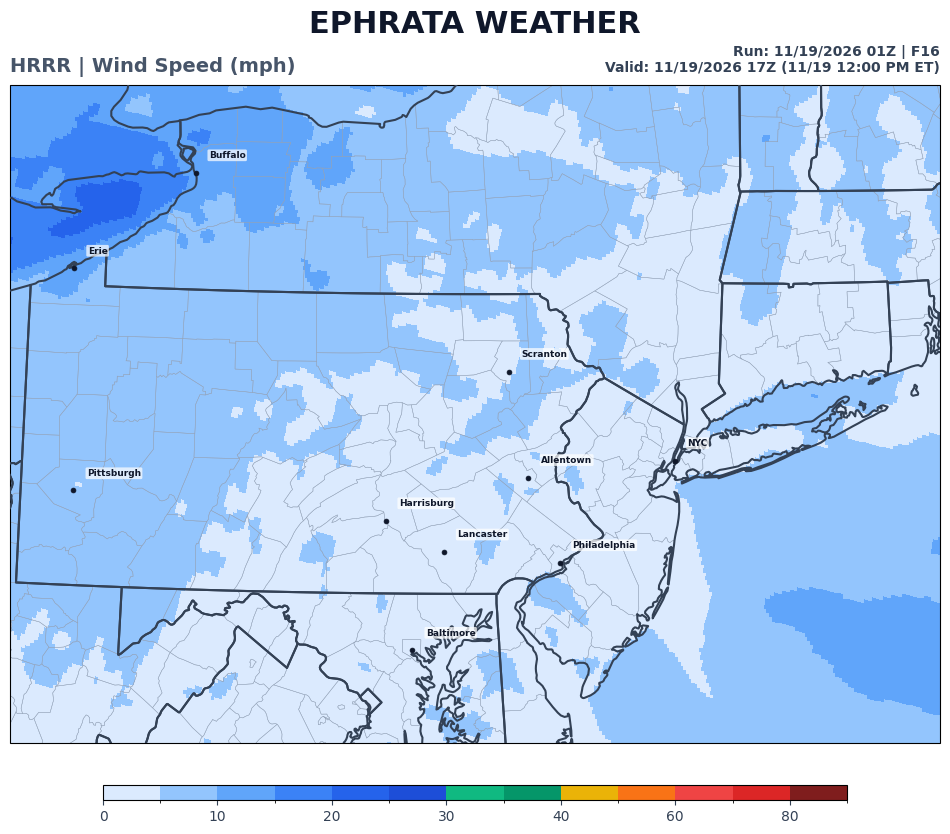 EPHRATA WEATHER
HRRR | Wind Speed (mph)
Run: 11/19/2026 01Z | F16
Valid: 11/19/2026 17Z (11/19 12:00 PM ET)
Buffalo
Erie
Scranton
NYC
Allentown
Pittsburgh
Harrisburg
Lancaster
Philadelphia
Baltimore
0 10 20 30 40 60 80